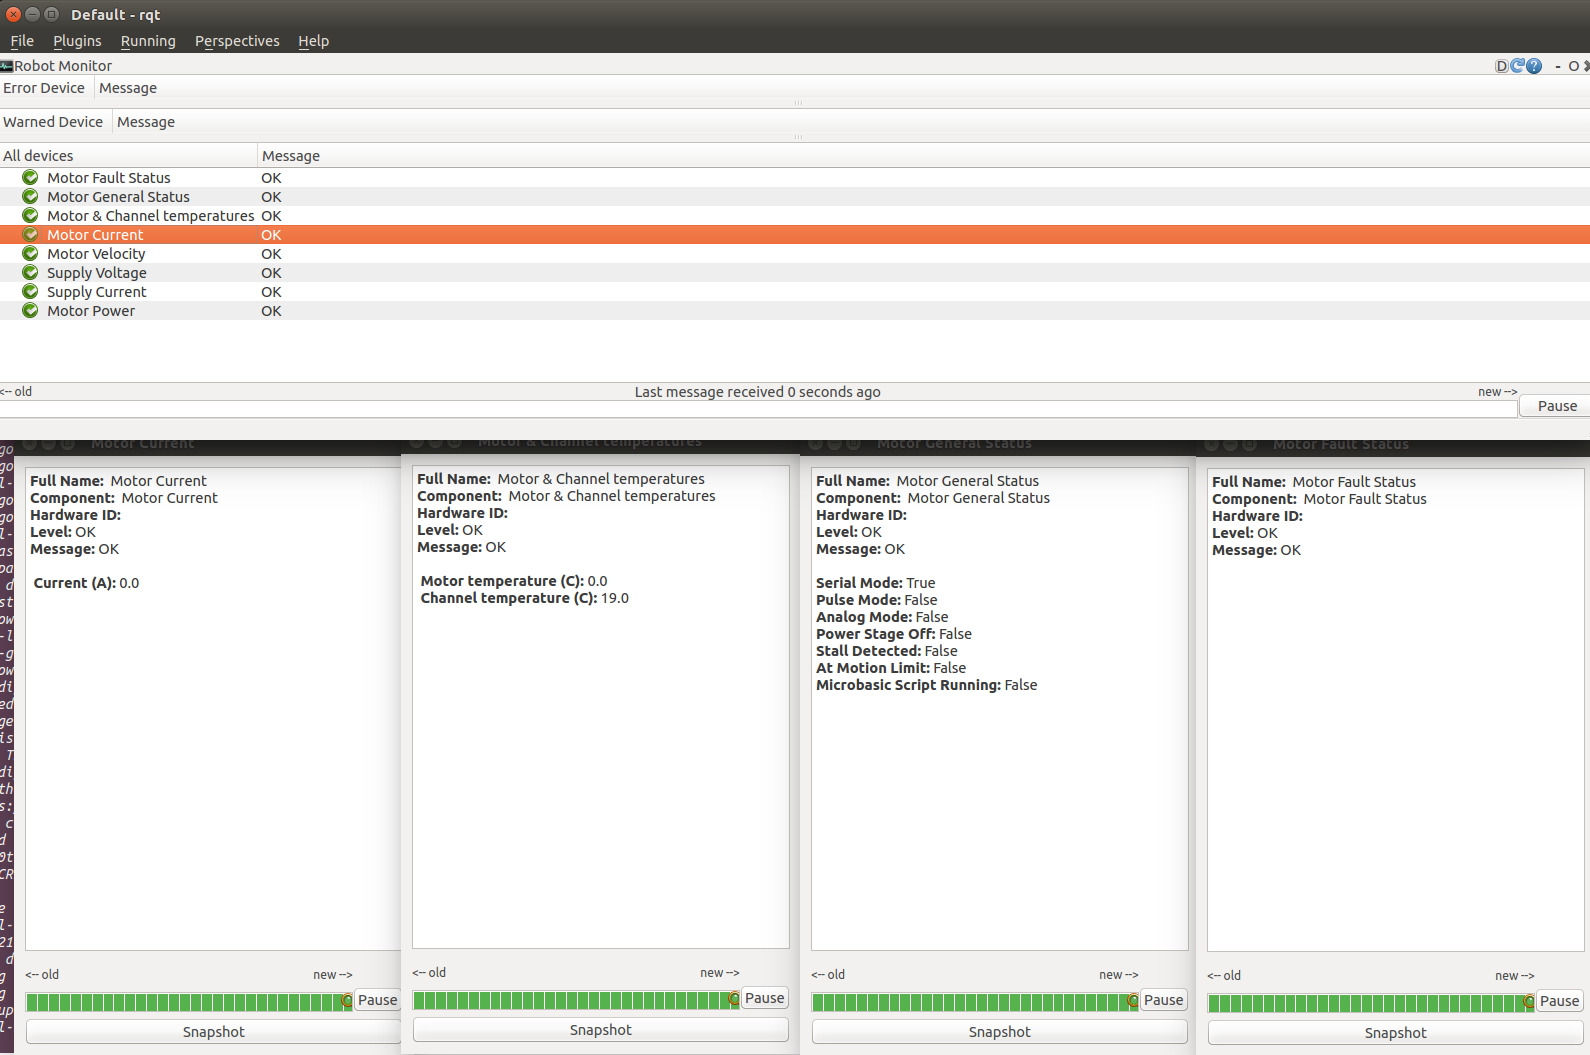 Default - rqt
File Plugins Running Perspectives Help
Robot Monitor
D ? - O
Error Device Message
Warned Device Message
All devices Message
Motor Fault Status OK
Motor General Status OK
Motor & Channel temperatures OK
Motor Current OK
Motor Velocity OK
Supply Voltage OK
Supply Current OK
Motor Power OK
<-- old Last message received 0 seconds ago new -->
Pause
Motor Current
Full Name: Motor Current
Component: Motor Current
Hardware ID:
Level: OK
Message: OK
Current (A): 0.0
<-- old new -->
Pause
Snapshot
Motor & Channel temperatures
Full Name: Motor & Channel temperatures
Component: Motor & Channel temperatures
Hardware ID:
Level: OK
Message: OK
Motor temperature (C): 0.0
Channel temperature (C): 19.0
<-- old new -->
Pause
Snapshot
Motor General Status
Full Name: Motor General Status
Component: Motor General Status
Hardware ID:
Level: OK
Message: OK
Serial Mode: True
Pulse Mode: False
Analog Mode: False
Power Stage Off: False
Stall Detected: False
At Motion Limit: False
Microbasic Script Running: False
<-- old new -->
Pause
Snapshot
Motor Fault Status
Full Name: Motor Fault Status
Component: Motor Fault Status
Hardware ID:
Level: OK
Message: OK
<-- old new -->
Pause
Snapshot